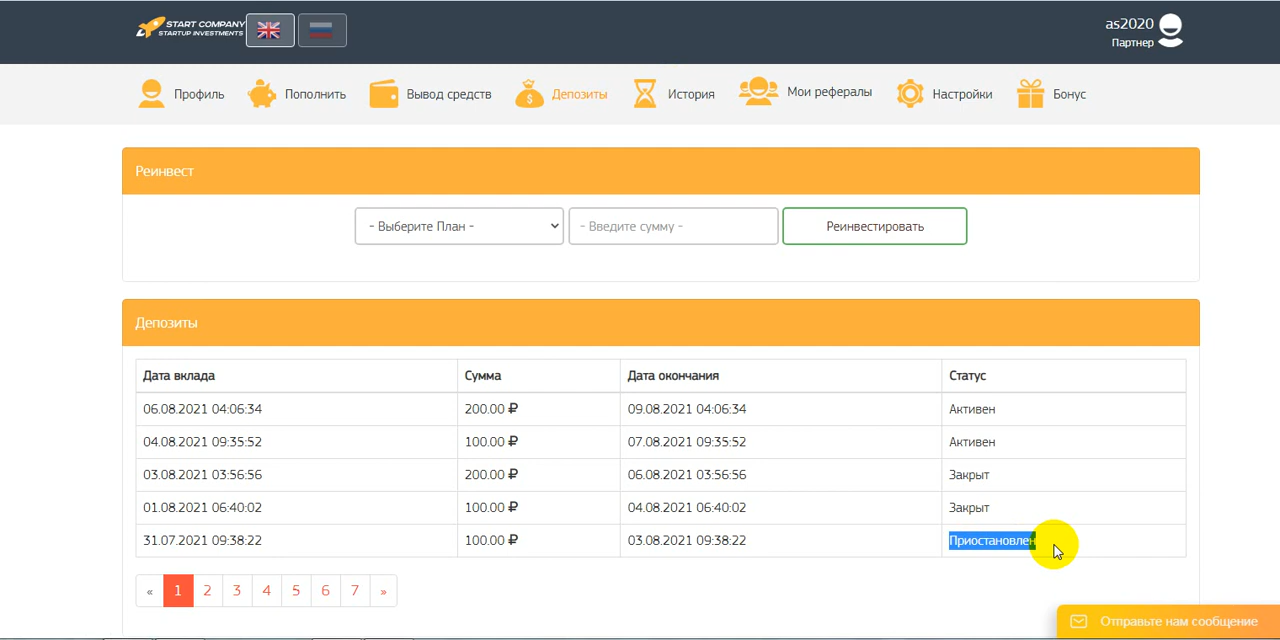 START COMPANY
STARTUP INVESTMENTS
as2020
Партнер
Профиль Пополнить Вывод средств Депозиты История Мои рефералы Настройки Бонус
Реинвест
- Выберите План - - Введите сумму - Реинвестировать
Депозиты
Дата вклада Сумма Дата окончания Статус
06.08.2021 04:06:34 200.00 ₽ 09.08.2021 04:06:34 Активен
04.08.2021 09:35:52 100.00 ₽ 07.08.2021 09:35:52 Активен
03.08.2021 03:56:56 200.00 ₽ 06.08.2021 03:56:56 Закрыт
01.08.2021 06:40:02 100.00 ₽ 04.08.2021 06:40:02 Закрыт
31.07.2021 09:38:22 100.00 ₽ 03.08.2021 09:38:22 Приостановлен
« 1 2 3 4 5 6 7 »
Отправьте нам сообщение